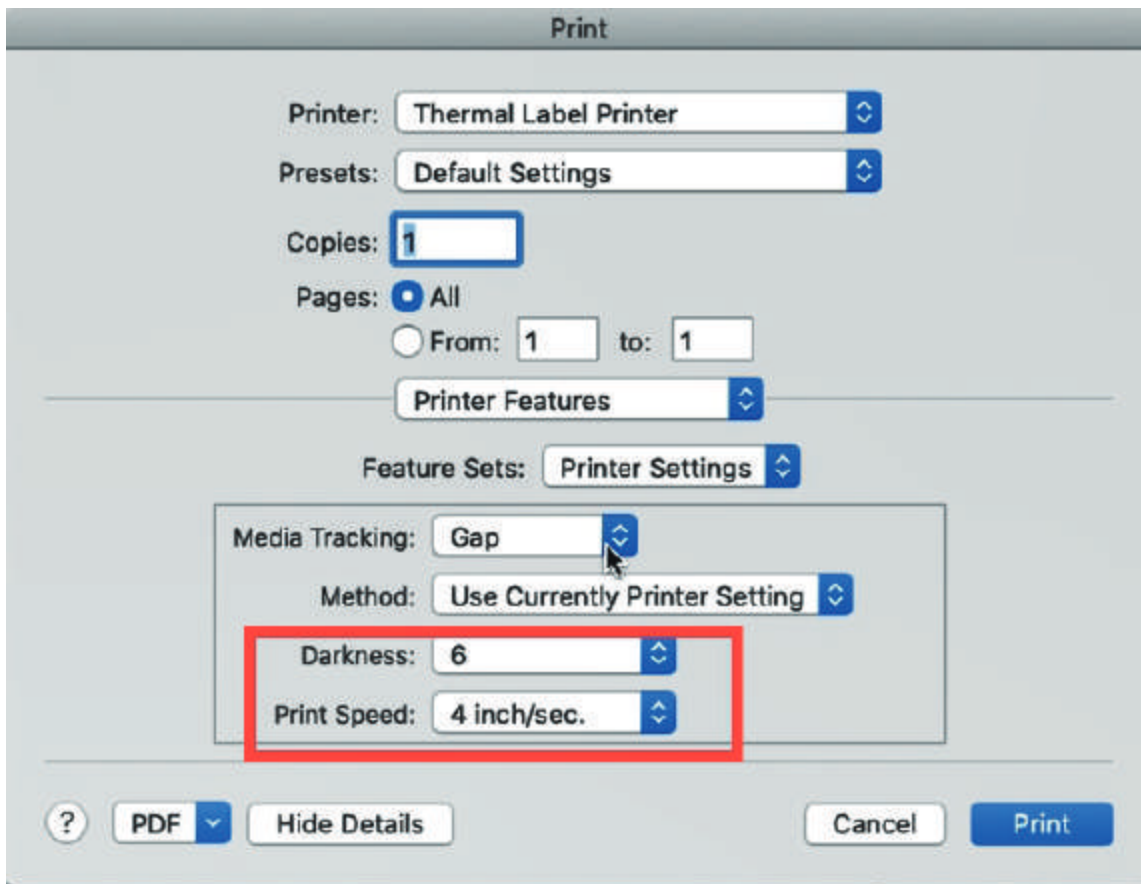 Print
Printer: Thermal Label Printer
Presets: Default Settings
Copies: 1
Pages: All
From: 1 to: 1
Printer Features
Feature Sets: Printer Settings
Media Tracking: Gap
Method: Use Currently Printer Setting
Darkness: 6
Print Speed: 4 inch/sec.
? PDF Hide Details Cancel Print